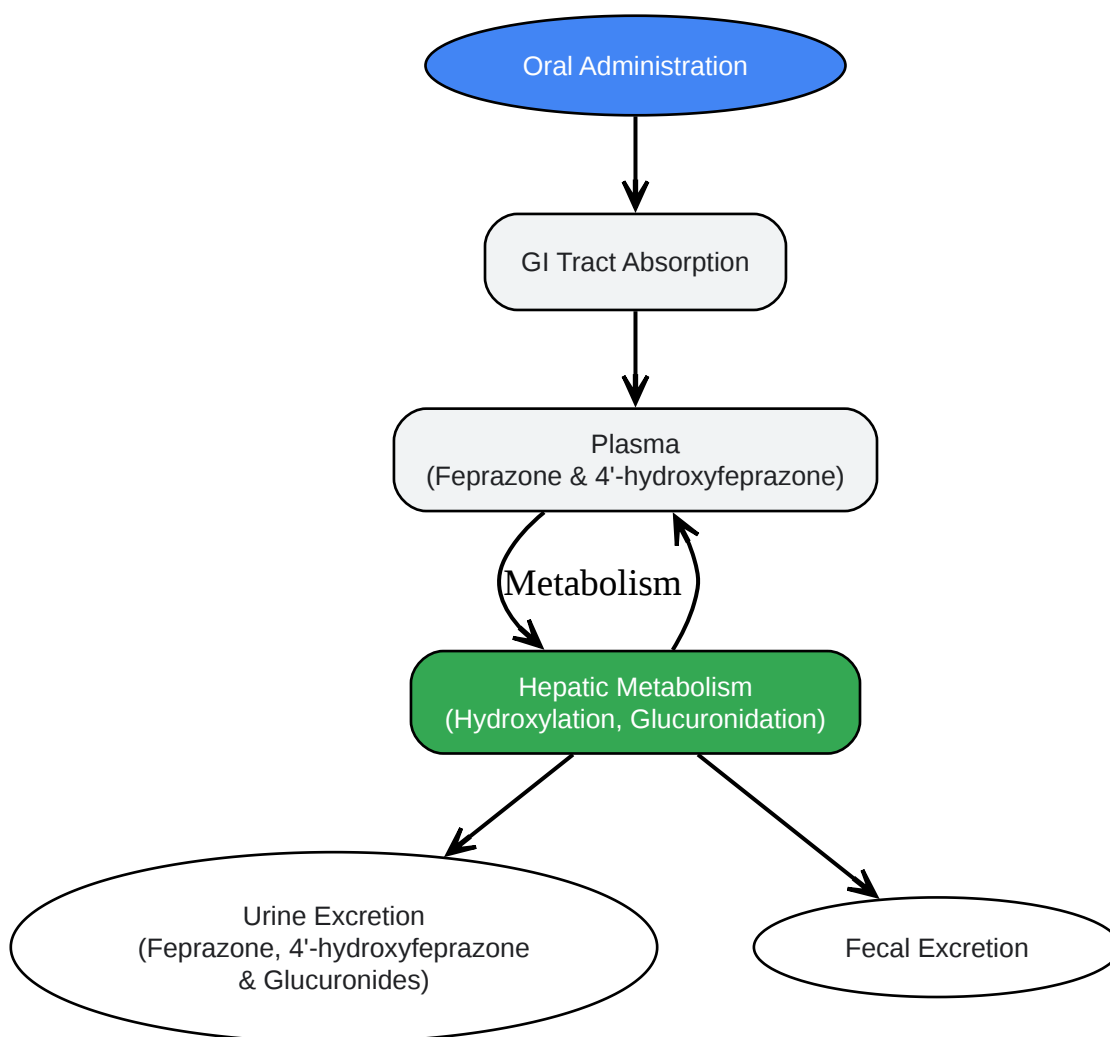 Oral Administration
GI Tract Absorption
Plasma
(Feprazone & 4'-hydroxyfeprazone)
Metabolism
Hepatic Metabolism
(Hydroxylation, Glucuronidation)
Urine Excretion
(Feprazone, 4'-hydroxyfeprazone
& Glucuronides)
Fecal Excretion